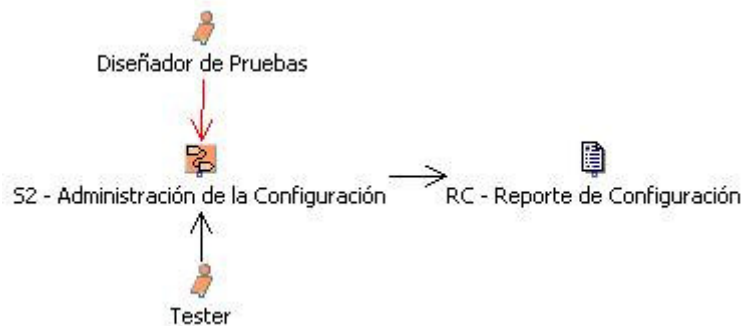 Diseñador de Pruebas
S2 - Administración de la Configuración
RC - Reporte de Configuración
Tester